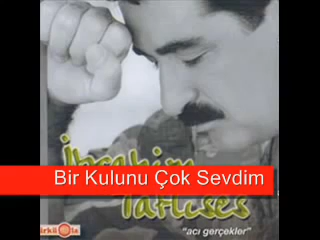 İbrahim
Bir Kulunu Çok Sevdim
Tatlıses
"acı gerçekler"